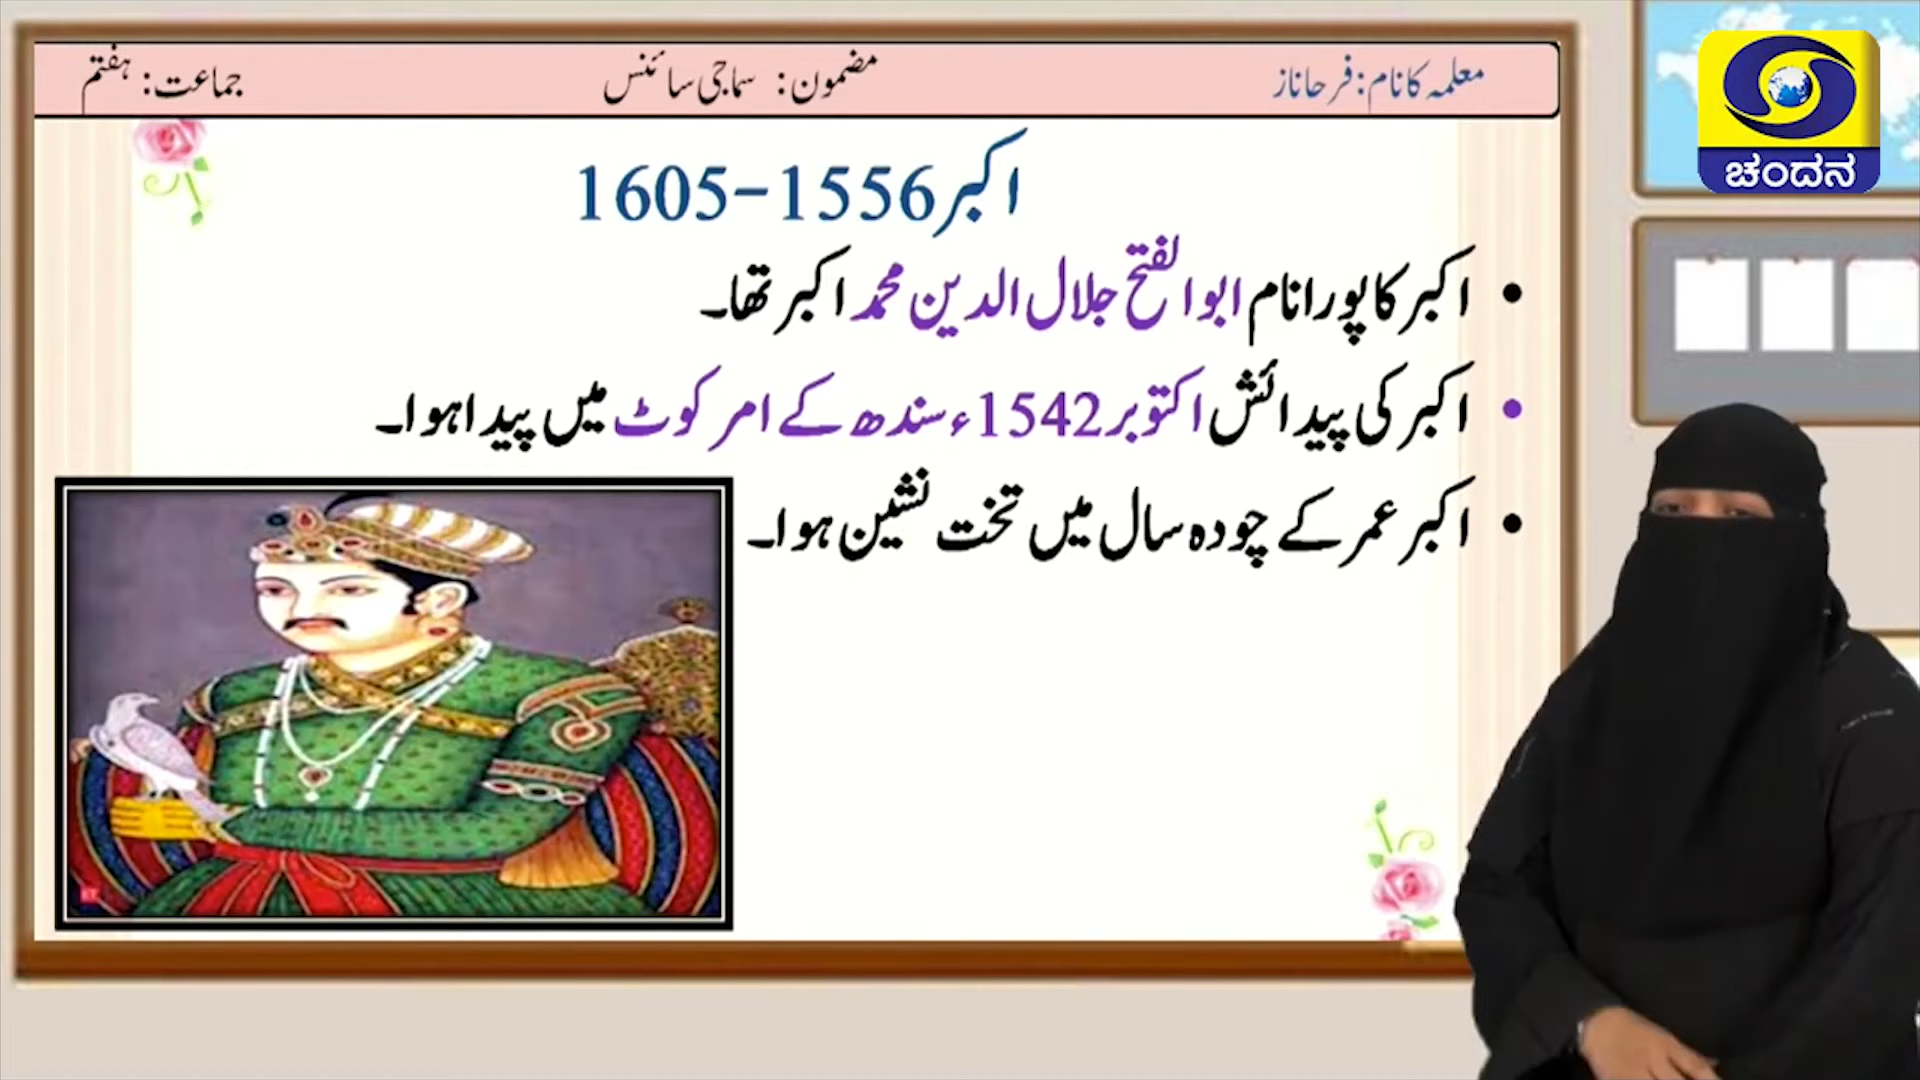 معلمہ کا نام: فرحاناز
مضمون: سماجی سائنس
جماعت: ہفتم
ಚಂದನ
اکبر 1556-1605
• اکبر کا پورا نام ابوالفتح جلال الدین محمد اکبر تھا۔
• اکبر کی پیدائش اکتوبر 1542ء سندھ کے امر کوٹ میں پیدا ہوا۔
• اکبر عمر کے چودہ سال میں تخت نشین ہوا۔